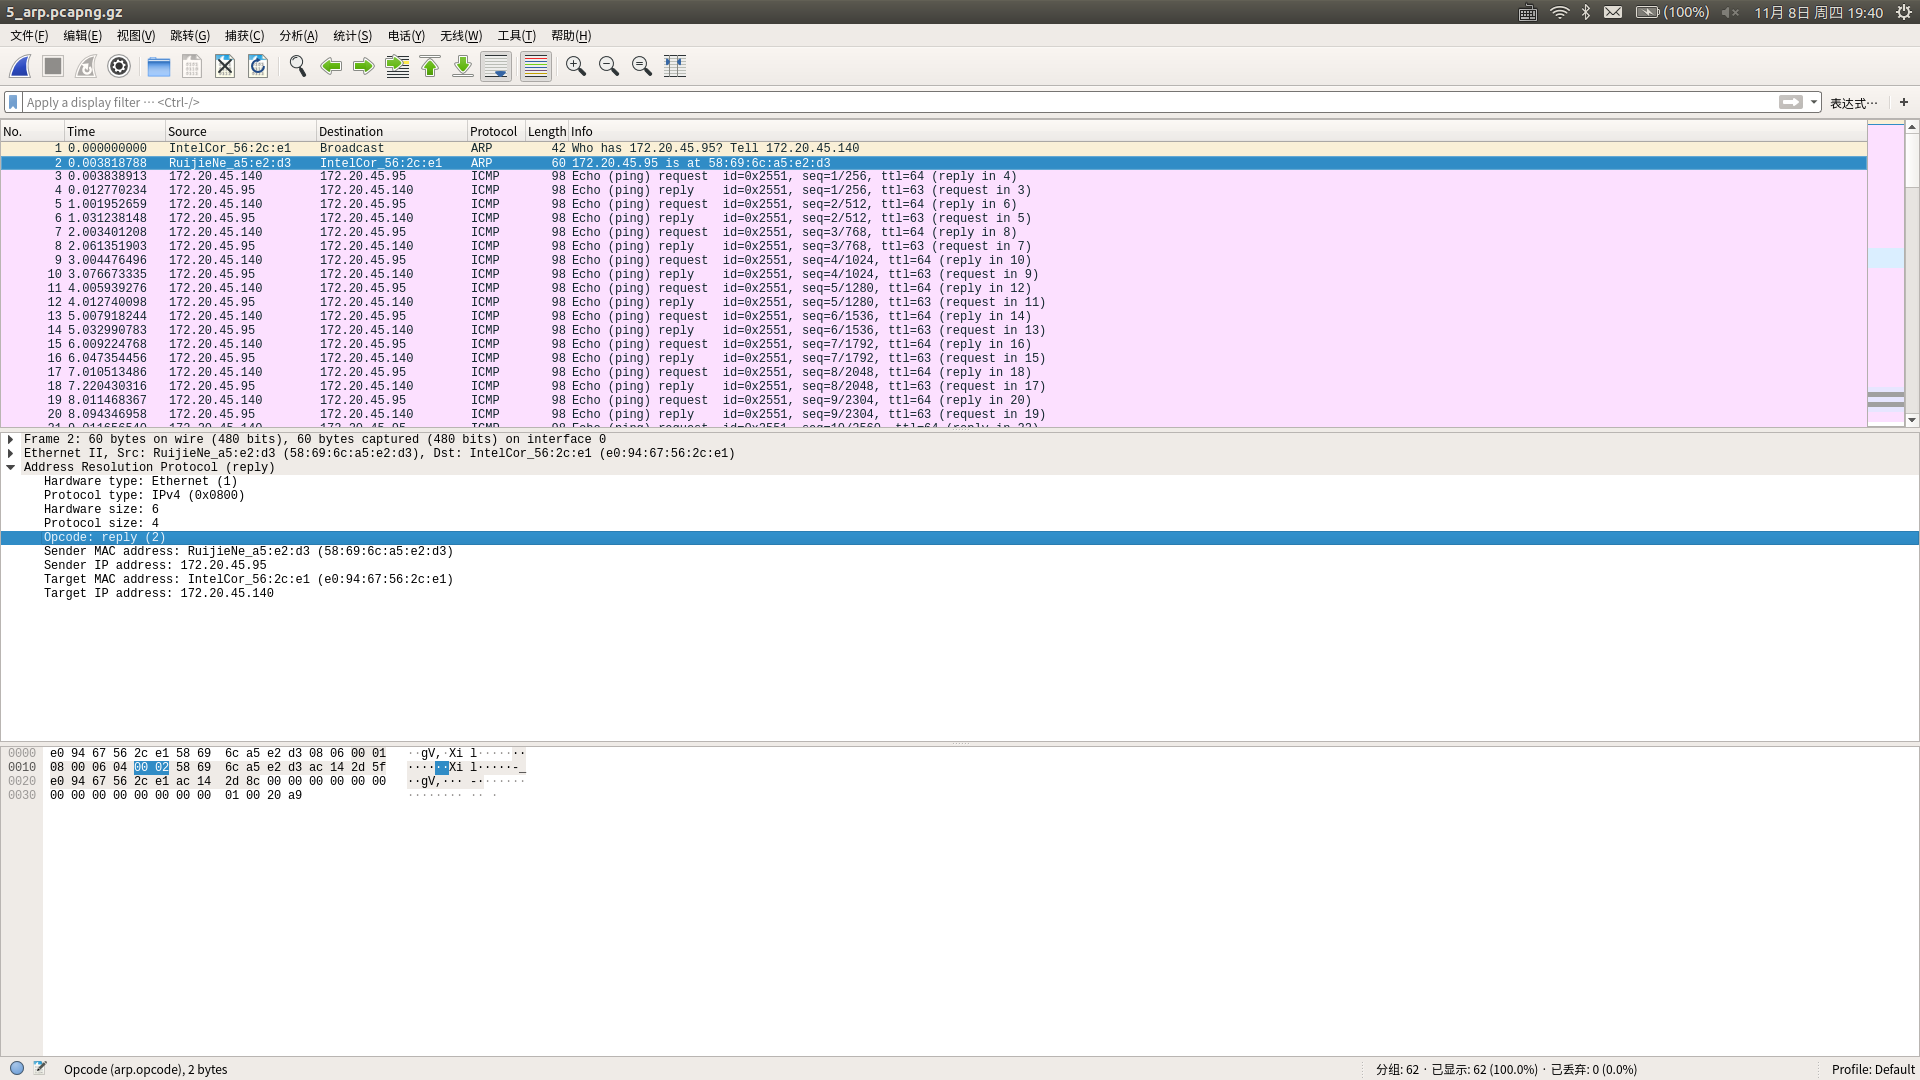 5_arp.pcapng.gz (100%) 11月 8日 周四 19:40
文件(F) 编辑(E) 视图(V) 跳转(G) 捕获(C) 分析(A) 统计(S) 电话(Y) 无线(W) 工具(T) 帮助(H)
Apply a display filter ⋯ <Ctrl-/> 表达式⋯ +
No. Time Source Destination Protocol Length Info
1 0.000000000 IntelCor_56:2c:e1 Broadcast ARP 42 Who has 172.20.45.95? Tell 172.20.45.140
2 0.003818788 RuijieNe_a5:e2:d3 IntelCor_56:2c:e1 ARP 60 172.20.45.95 is at 58:69:6c:a5:e2:d3
3 0.003838913 172.20.45.140 172.20.45.95 ICMP 98 Echo (ping) request id=0x2551, seq=1/256, ttl=64 (reply in 4)
4 0.012770234 172.20.45.95 172.20.45.140 ICMP 98 Echo (ping) reply id=0x2551, seq=1/256, ttl=63 (request in 3)
5 1.001952659 172.20.45.140 172.20.45.95 ICMP 98 Echo (ping) request id=0x2551, seq=2/512, ttl=64 (reply in 6)
6 1.031238148 172.20.45.95 172.20.45.140 ICMP 98 Echo (ping) reply id=0x2551, seq=2/512, ttl=63 (request in 5)
7 2.003401208 172.20.45.140 172.20.45.95 ICMP 98 Echo (ping) request id=0x2551, seq=3/768, ttl=64 (reply in 8)
8 2.061351903 172.20.45.95 172.20.45.140 ICMP 98 Echo (ping) reply id=0x2551, seq=3/768, ttl=63 (request in 7)
9 3.004476496 172.20.45.140 172.20.45.95 ICMP 98 Echo (ping) request id=0x2551, seq=4/1024, ttl=64 (reply in 10)
10 3.076673335 172.20.45.95 172.20.45.140 ICMP 98 Echo (ping) reply id=0x2551, seq=4/1024, ttl=63 (request in 9)
11 4.005939276 172.20.45.140 172.20.45.95 ICMP 98 Echo (ping) request id=0x2551, seq=5/1280, ttl=64 (reply in 12)
12 4.012740098 172.20.45.95 172.20.45.140 ICMP 98 Echo (ping) reply id=0x2551, seq=5/1280, ttl=63 (request in 11)
13 5.007918244 172.20.45.140 172.20.45.95 ICMP 98 Echo (ping) request id=0x2551, seq=6/1536, ttl=64 (reply in 14)
14 5.032990783 172.20.45.95 172.20.45.140 ICMP 98 Echo (ping) reply id=0x2551, seq=6/1536, ttl=63 (request in 13)
15 6.009224768 172.20.45.140 172.20.45.95 ICMP 98 Echo (ping) request id=0x2551, seq=7/1792, ttl=64 (reply in 16)
16 6.047354456 172.20.45.95 172.20.45.140 ICMP 98 Echo (ping) reply id=0x2551, seq=7/1792, ttl=63 (request in 15)
17 7.010513486 172.20.45.140 172.20.45.95 ICMP 98 Echo (ping) request id=0x2551, seq=8/2048, ttl=64 (reply in 18)
18 7.220430316 172.20.45.95 172.20.45.140 ICMP 98 Echo (ping) reply id=0x2551, seq=8/2048, ttl=63 (request in 17)
19 8.011468367 172.20.45.140 172.20.45.95 ICMP 98 Echo (ping) request id=0x2551, seq=9/2304, ttl=64 (reply in 20)
20 8.094346958 172.20.45.95 172.20.45.140 ICMP 98 Echo (ping) reply id=0x2551, seq=9/2304, ttl=63 (request in 19)
Frame 2: 60 bytes on wire (480 bits), 60 bytes captured (480 bits) on interface 0
Ethernet II, Src: RuijieNe_a5:e2:d3 (58:69:6c:a5:e2:d3), Dst: IntelCor_56:2c:e1 (e0:94:67:56:2c:e1)
Address Resolution Protocol (reply)
Hardware type: Ethernet (1)
Protocol type: IPv4 (0x0800)
Hardware size: 6
Protocol size: 4
Opcode: reply (2)
Sender MAC address: RuijieNe_a5:e2:d3 (58:69:6c:a5:e2:d3)
Sender IP address: 172.20.45.95
Target MAC address: IntelCor_56:2c:e1 (e0:94:67:56:2c:e1)
Target IP address: 172.20.45.140
0000 e0 94 67 56 2c e1 58 69 6c a5 e2 d3 08 06 00 01 ··gV,·Xi l·······
0010 08 00 06 04 00 02 58 69 6c a5 e2 d3 ac 14 2d 5f ······Xi l·····-_
0020 e0 94 67 56 2c e1 ac 14 2d 8c 00 00 00 00 00 00 ··gV,··· -·······
0030 00 00 00 00 00 00 00 00 01 00 20 a9 ········ ·· ·
Opcode (arp.opcode), 2 bytes 分组: 62 · 已显示: 62 (100.0%) · 已丢弃: 0 (0.0%) Profile: Default